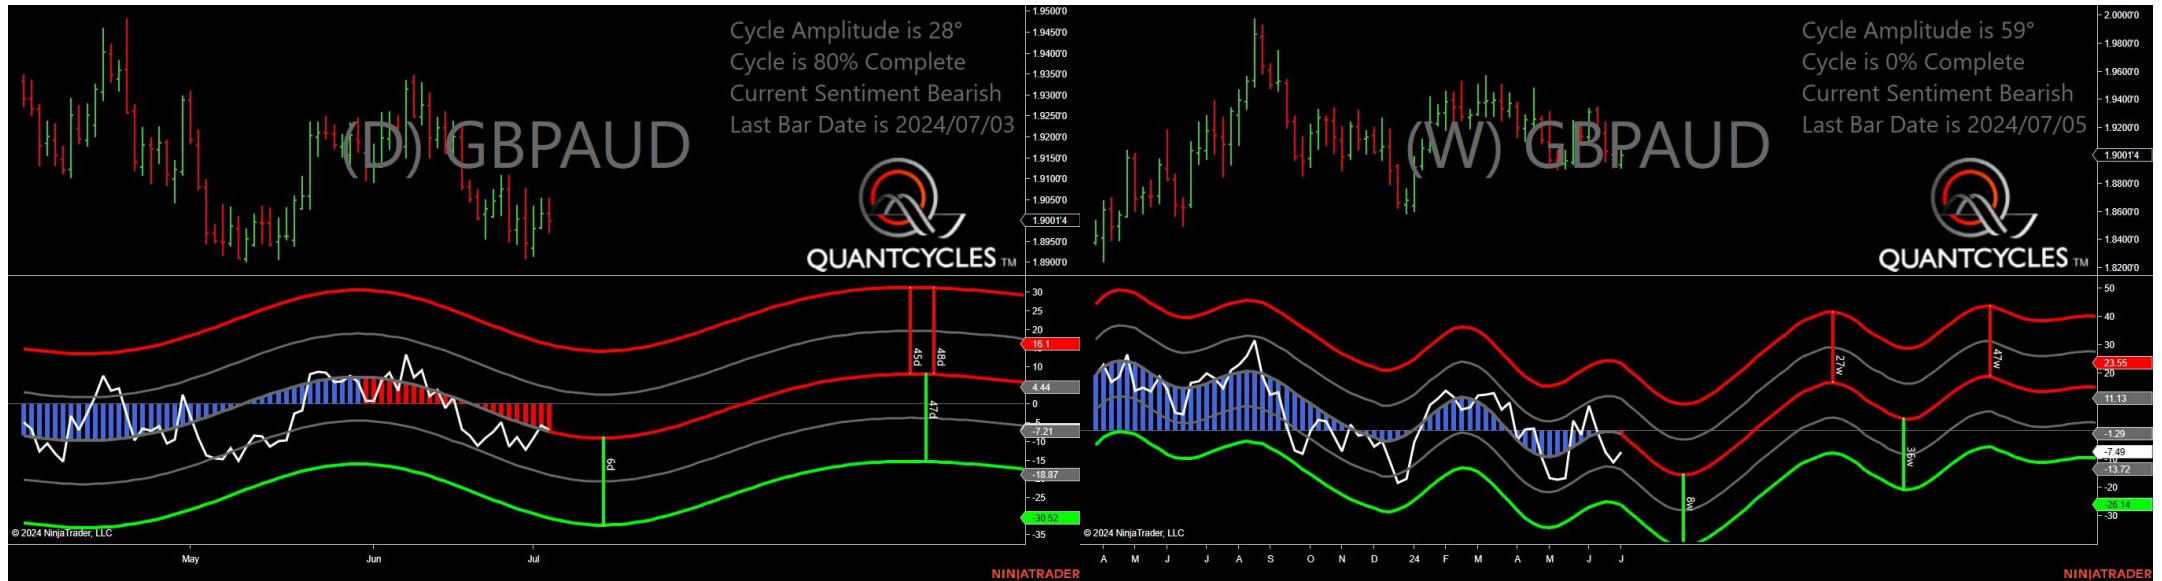 Cycle Amplitude is 28°
Cycle is 80% Complete
Current Sentiment Bearish
Last Bar Date is 2024/07/03
(D) GBPAUD
QUANTCYCLES TM
1.9500'0
1.9450'0
1.9400'0
1.9350'0
1.9300'0
1.9250'0
1.9200'0
1.9150'0
1.9100'0
1.9050'0
1.9001'4
1.8950'0
1.8900'0
30
25
20
16.1
10
4.44
0
-7.21
-10
-15
-18.87
-25
-30.52
-35
6d
45d
48d
47d
© 2024 NinjaTrader, LLC
May Jun Jul
NINJATRADER
Cycle Amplitude is 59°
Cycle is 0% Complete
Current Sentiment Bearish
Last Bar Date is 2024/07/05
(W) GBPAUD
QUANTCYCLES TM
2.0000'0
1.9800'0
1.9600'0
1.9400'0
1.9200'0
1.9001'4
1.8800'0
1.8600'0
1.8400'0
1.8200'0
50
40
30
23.55
20
11.13
-1.29
-7.49
-13.72
-20
-26.14
-30
8w
27w
36w
47w
© 2024 NinjaTrader, LLC
A M J J A S O N D 24 F M A M J J
NINJATRADER